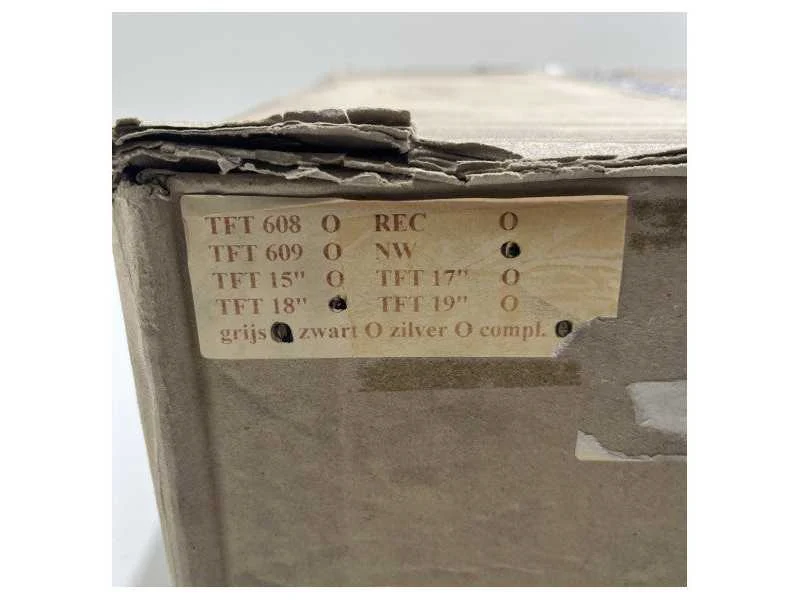 TFT 608 O REC O
TFT 609 O NW O
TFT 15" O TFT 17" O
TFT 18" O TFT 19" O
grijs O zwart O zilver O compl. O